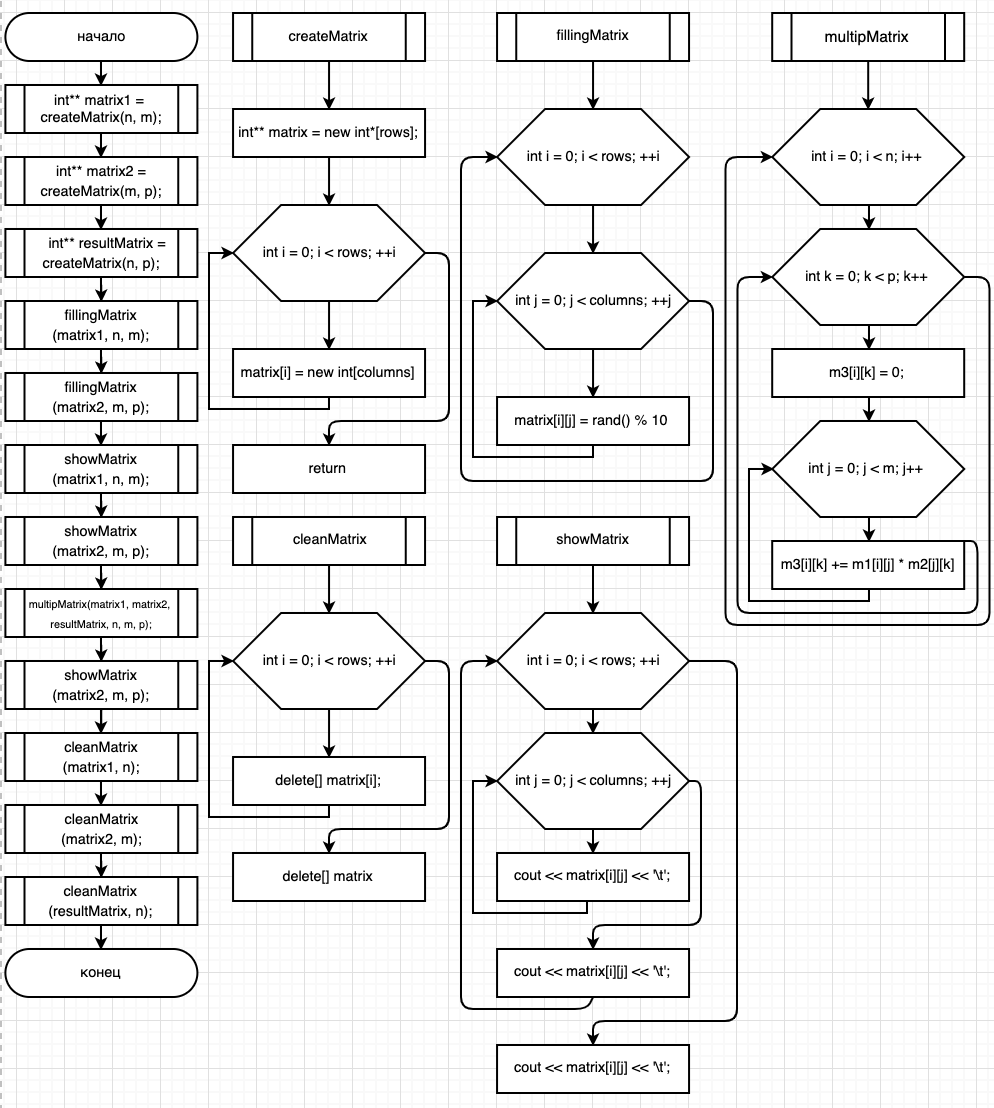 начало
int** matrix1 =
createMatrix(n, m);
int** matrix2 =
createMatrix(m, p);
int** resultMatrix =
createMatrix(n, p);
fillingMatrix
(matrix1, n, m);
fillingMatrix
(matrix2, m, p);
showMatrix
(matrix1, n, m);
showMatrix
(matrix2, m, p);
multipMatrix(matrix1, matrix2,
resultMatrix, n, m, p);
showMatrix
(matrix2, m, p);
cleanMatrix
(matrix1, n);
cleanMatrix
(matrix2, m);
cleanMatrix
(resultMatrix, n);
конец
createMatrix
int** matrix = new int*[rows];
int i = 0; i < rows; ++i
matrix[i] = new int[columns]
return
cleanMatrix
int i = 0; i < rows; ++i
delete[] matrix[i];
delete[] matrix
fillingMatrix
int i = 0; i < rows; ++i
int j = 0; j < columns; ++j
matrix[i][j] = rand() % 10
showMatrix
int i = 0; i < rows; ++i
int j = 0; j < columns; ++j
cout << matrix[i][j] << '\t';
cout << matrix[i][j] << '\t';
cout << matrix[i][j] << '\t';
multipMatrix
int i = 0; i < n; i++
int k = 0; k < p; k++
m3[i][k] = 0;
int j = 0; j < m; j++
m3[i][k] += m1[i][j] * m2[j][k]